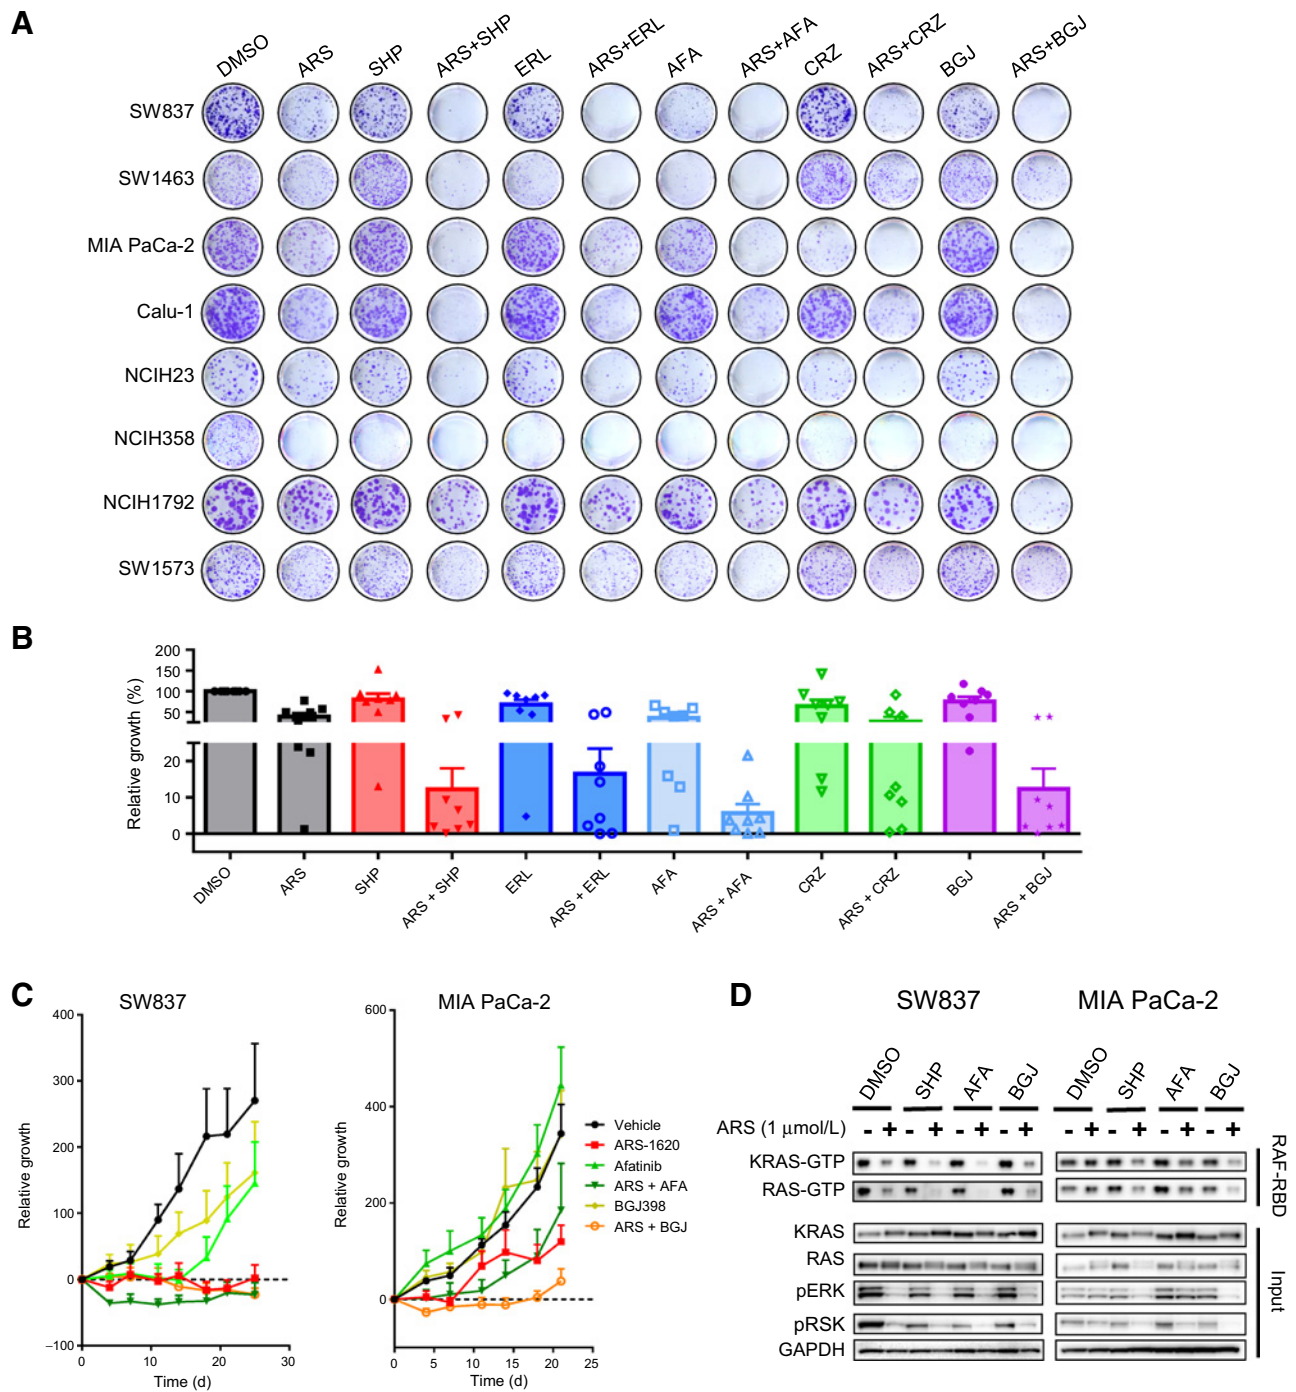 A
DMSO ARS SHP ARS+SHP ERL ARS+ERL AFA ARS+AFA CRZ ARS+CRZ BGJ ARS+BGJ
SW837
SW1463
MIA PaCa-2
Calu-1
NCIH23
NCIH358
NCIH1792
SW1573
B
Relative growth (%)
200
150
100
50
20
10
0
DMSO ARS SHP ARS + SHP ERL ARS + ERL AFA ARS + AFA CRZ ARS + CRZ BGJ ARS + BGJ
C
SW837
Relative growth
400
300
200
100
0
−100
0 10 20 30
Time (d)
MIA PaCa-2
Relative growth
600
400
200
0
0 5 10 15 20 25
Time (d)
Vehicle
ARS-1620
Afatinib
ARS + AFA
BGJ398
ARS + BGJ
D
SW837 MIA PaCa-2
DMSO SHP AFA BGJ DMSO SHP AFA BGJ
ARS (1 μmol/L) - + - + - + - + - + - + - + - +
KRAS-GTP
RAS-GTP
RAF-RBD
KRAS
RAS
pERK
pRSK
GAPDH
Input